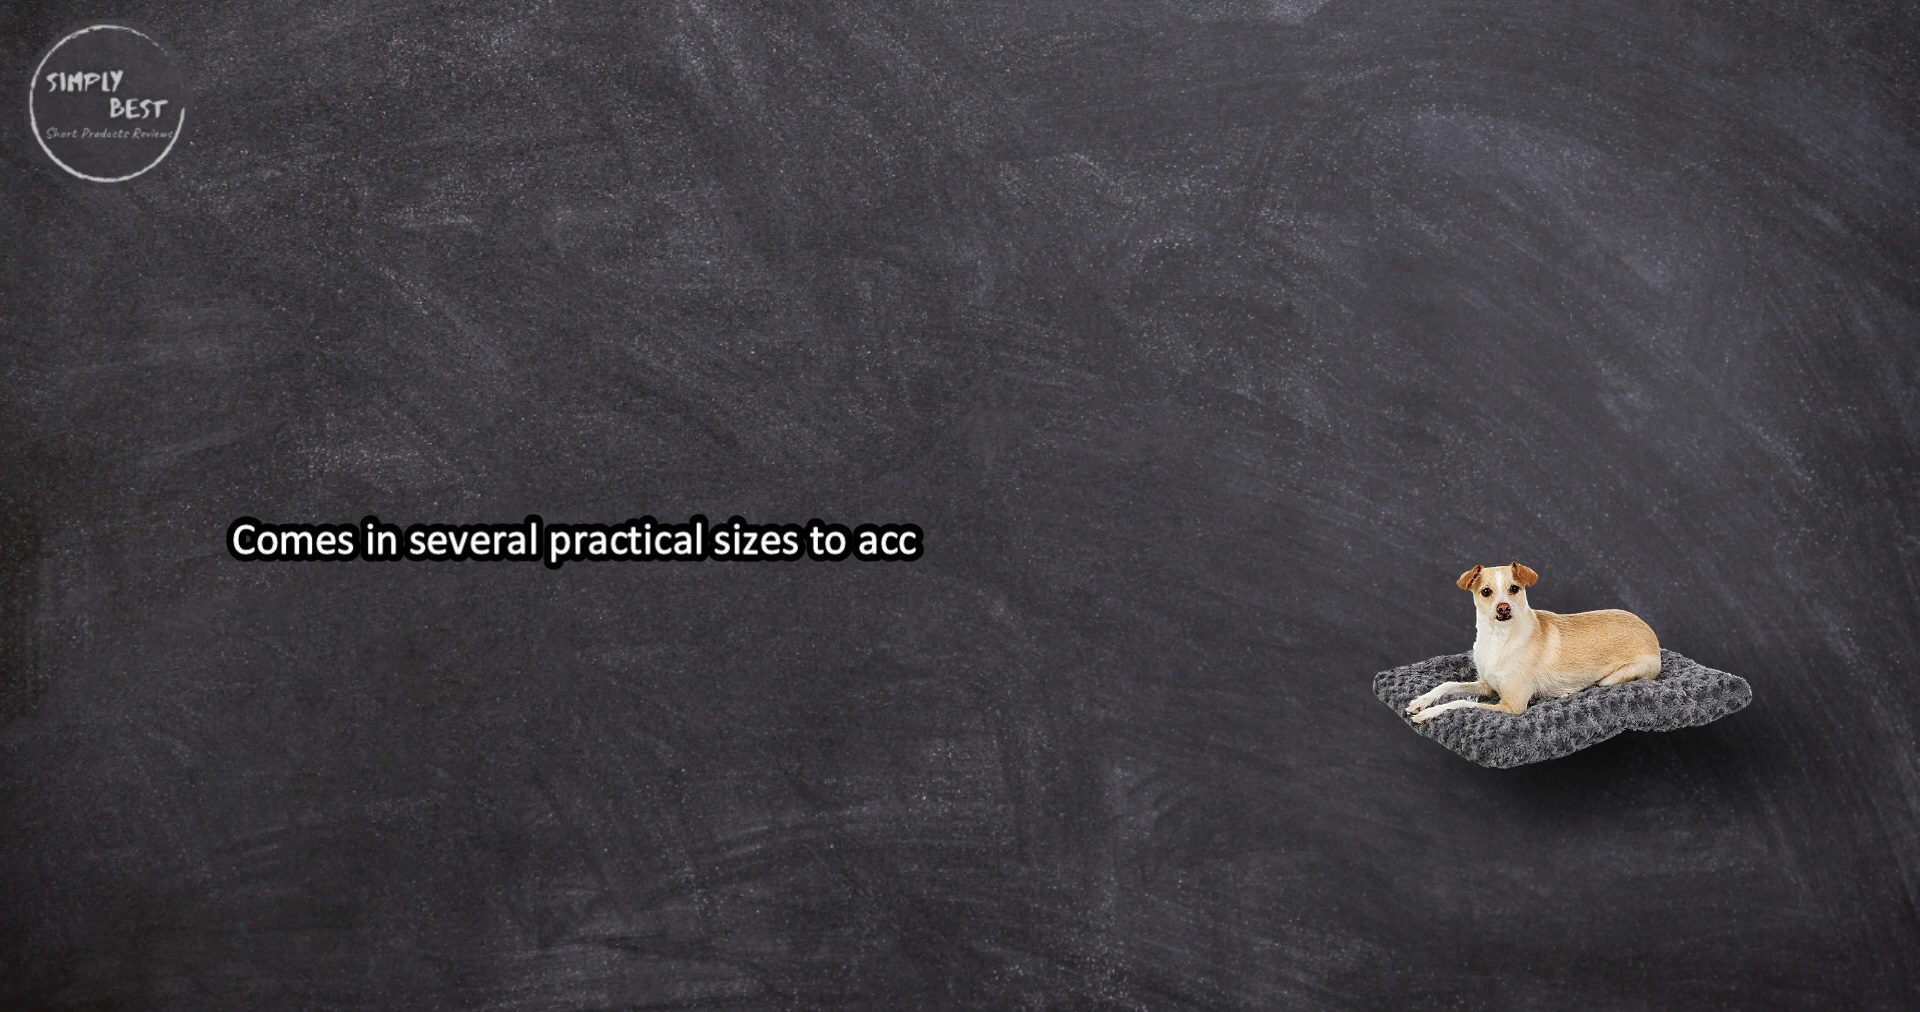 SIMPLY
BEST
Short Products Reviews
Comes in several practical sizes to acc